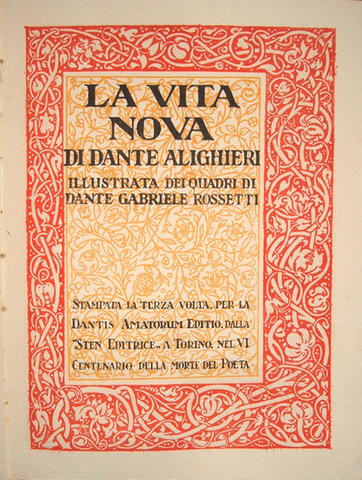 LA VITA
NOVA
DI DANTE ALIGHIERI
ILLUSTRATA DEI QUADRI DI
DANTE GABRIELE ROSSETTI
STAMPATA LA TERZA VOLTA, PER LA
DANTIS AMATORUM EDITIO, DALLA
"STEN EDITRICE", A TORINO, NEL VI
CENTENARIO DELLA MORTE DEL POETA